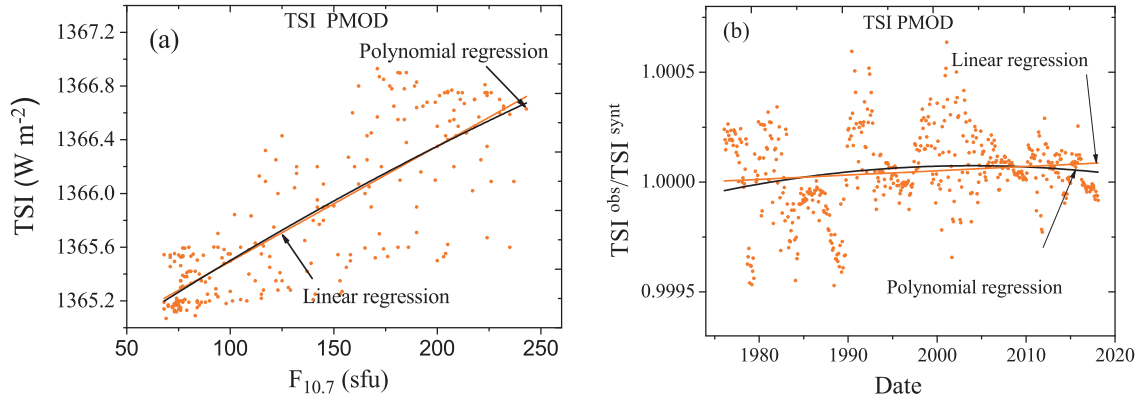 TSI PMOD
(a)
Polynomial regression
Linear regression
TSI (W m⁻²)
1367.2
1366.8
1366.4
1366.0
1365.6
1365.2
50 100 150 200 250
F10.7 (sfu)
TSI PMOD
(b)
Linear regression
Polynomial regression
TSI obs/TSI synt
1.0005
1.0000
0.9995
1980 1990 2000 2010 2020
Date